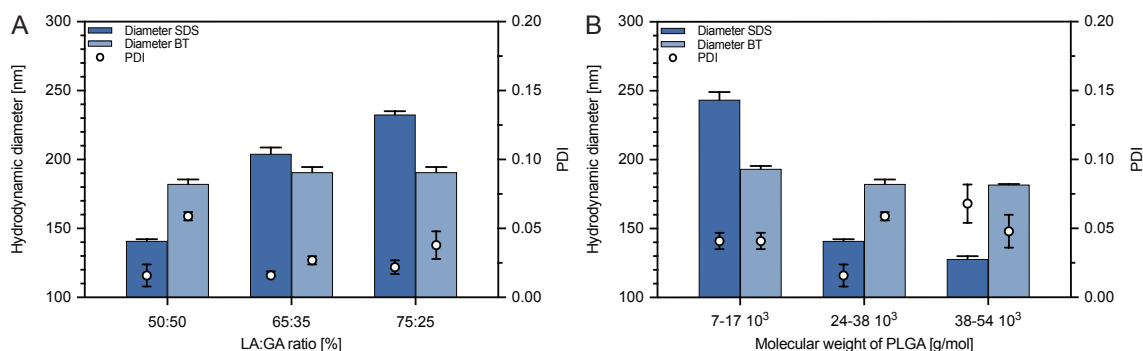 A
Diameter SDS
Diameter BT
PDI
Hydrodynamic diameter [nm]
300
250
200
150
100
0.20
0.15
0.10
0.05
0.00
PDI
50:50
65:35
75:25
LA:GA ratio [%]
B
Diameter SDS
Diameter BT
PDI
Hydrodynamic diameter [nm]
300
250
200
150
100
0.20
0.15
0.10
0.05
0.00
PDI
7-17 10³
24-38 10³
38-54 10³
Molecular weight of PLGA [g/mol]